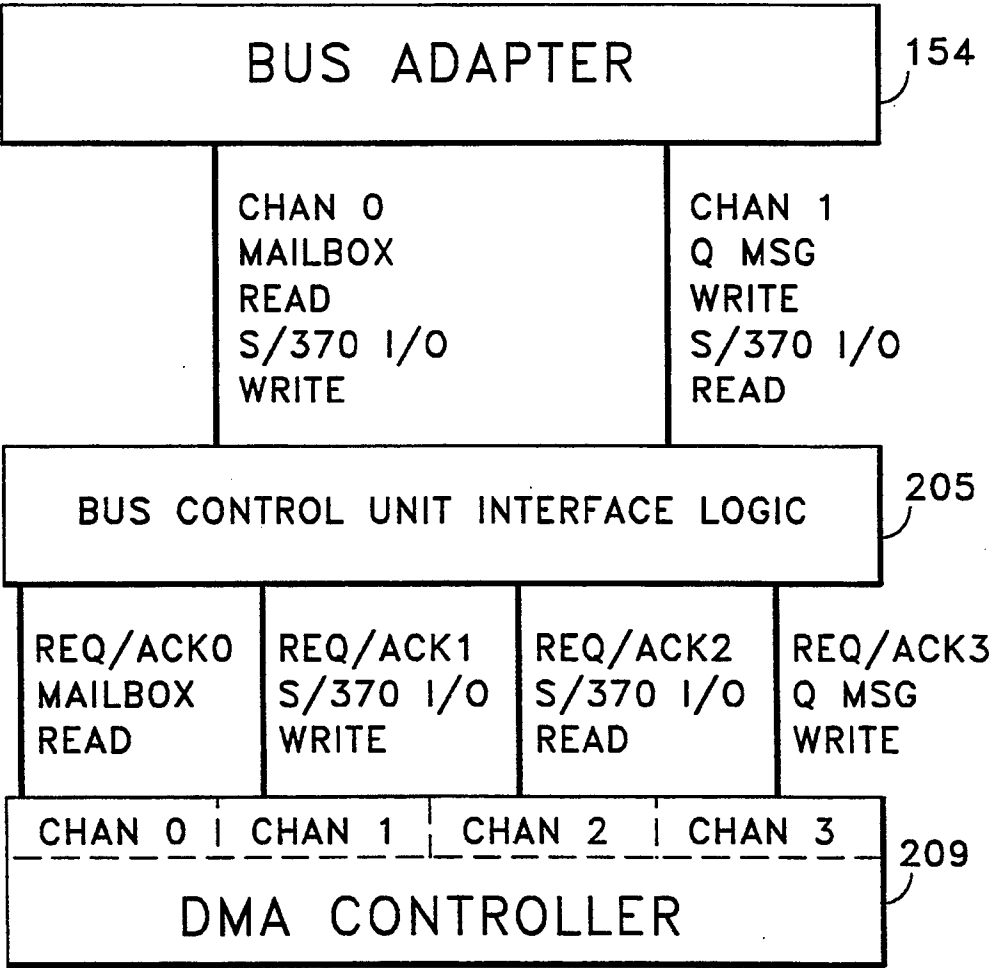 BUS ADAPTER
154
CHAN 0
MAILBOX
READ
S/370 I/O
WRITE
CHAN 1
Q MSG
WRITE
S/370 I/O
READ
BUS CONTROL UNIT INTERFACE LOGIC
205
REQ/ACK0
MAILBOX
READ
REQ/ACK1
S/370 I/O
WRITE
REQ/ACK2
S/370 I/O
READ
REQ/ACK3
Q MSG
WRITE
CHAN 0
CHAN 1
CHAN 2
CHAN 3
209
DMA CONTROLLER